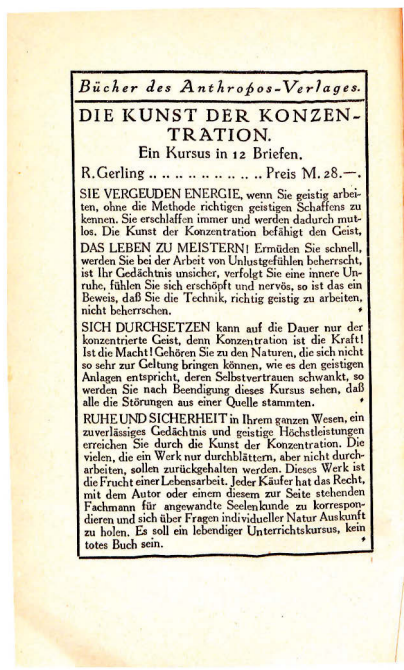 Bücher des Anthropos-Verlages.
DIE KUNST DER KONZEN-
TRATION.
Ein Kursus in 12 Briefen.
R. Gerling .. .. .. .. .. .. .. Preis M. 28.—.
SIE VERGEUDEN ENERGIE, wenn Sie geistig arbei-
ten, ohne die Methode richtigen geistigen Schaffens zu
kennen. Sie erschlaffen immer und werden dadurch mut-
los. Die Kunst der Konzentration befähigt den Geist,
DAS LEBEN ZU MEISTERN! Ermüden Sie schnell,
werden Sie bei der Arbeit von Unlustgefühlen beherrscht,
ist Ihr Gedächtnis unsicher, verfolgt Sie eine innere Un-
ruhe, fühlen Sie sich erschöpft und nervös, so ist das ein
Beweis, daß Sie die Technik, richtig geistig zu arbeiten,
nicht beherrschen.
SICH DURCHSETZEN kann auf die Dauer nur der
konzentrierte Geist, denn Konzentration ist die Kraft!
Ist die Macht! Gehören Sie zu den Naturen, die sich nicht
so sehr zur Geltung bringen können, wie es den geistigen
Anlagen entspricht, deren Selbstvertrauen schwankt, so
werden Sie nach Beendigung dieses Kursus sehen, daß
alle die Störungen aus einer Quelle stammten.
RUHE UND SICHERHEIT in Ihrem ganzen Wesen, ein
zuverlässiges Gedächtnis und geistige Höchstleistungen
erreichen Sie durch die Kunst der Konzentration. Die
vielen, die ein Werk nur durchblättern, aber nicht durch-
arbeiten, sollen zurückgehalten werden. Dieses Werk ist
die Frucht einer Lebensarbeit. Jeder Käufer hat das Recht,
mit dem Autor oder einem diesem zur Seite stehenden
Fachmann für angewandte Seelenkunde zu korrespon-
dieren und sich über Fragen individueller Natur Auskunft
zu holen. Es soll ein lebendiger Unterrichtskursus, kein
totes Buch sein.